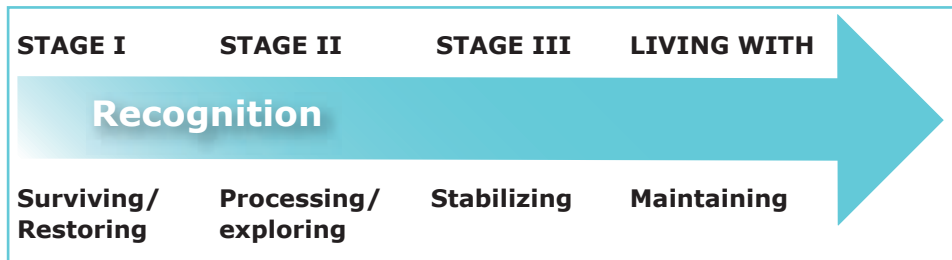 STAGE I STAGE II STAGE III LIVING WITH
Recognition
Surviving/ Processing/ Stabilizing Maintaining
Restoring exploring